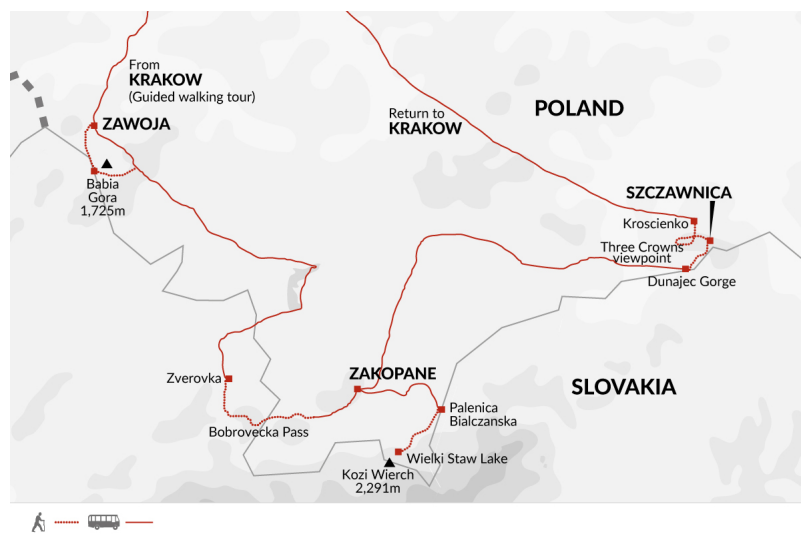 From
KRAKOW
(Guided walking tour)
ZAWOJA
Babia
Gora
1,725m
Return to
KRAKOW
POLAND
SZCZAWNICA
Kroscienko
Three Crowns
viewpoint
Dunajec Gorge
Zverovka
Bobrovecka Pass
ZAKOPANE
SLOVAKIA
Palenica
Bialczanska
Wielki Staw Lake
Kozi Wierch
2,291m